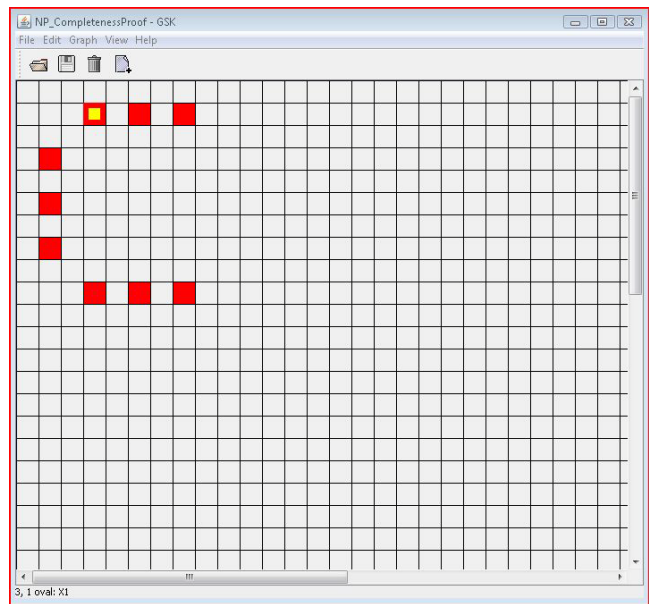 NP_CompletenessProof - GSK
File Edit Graph View Help
3, 1 oval: X1